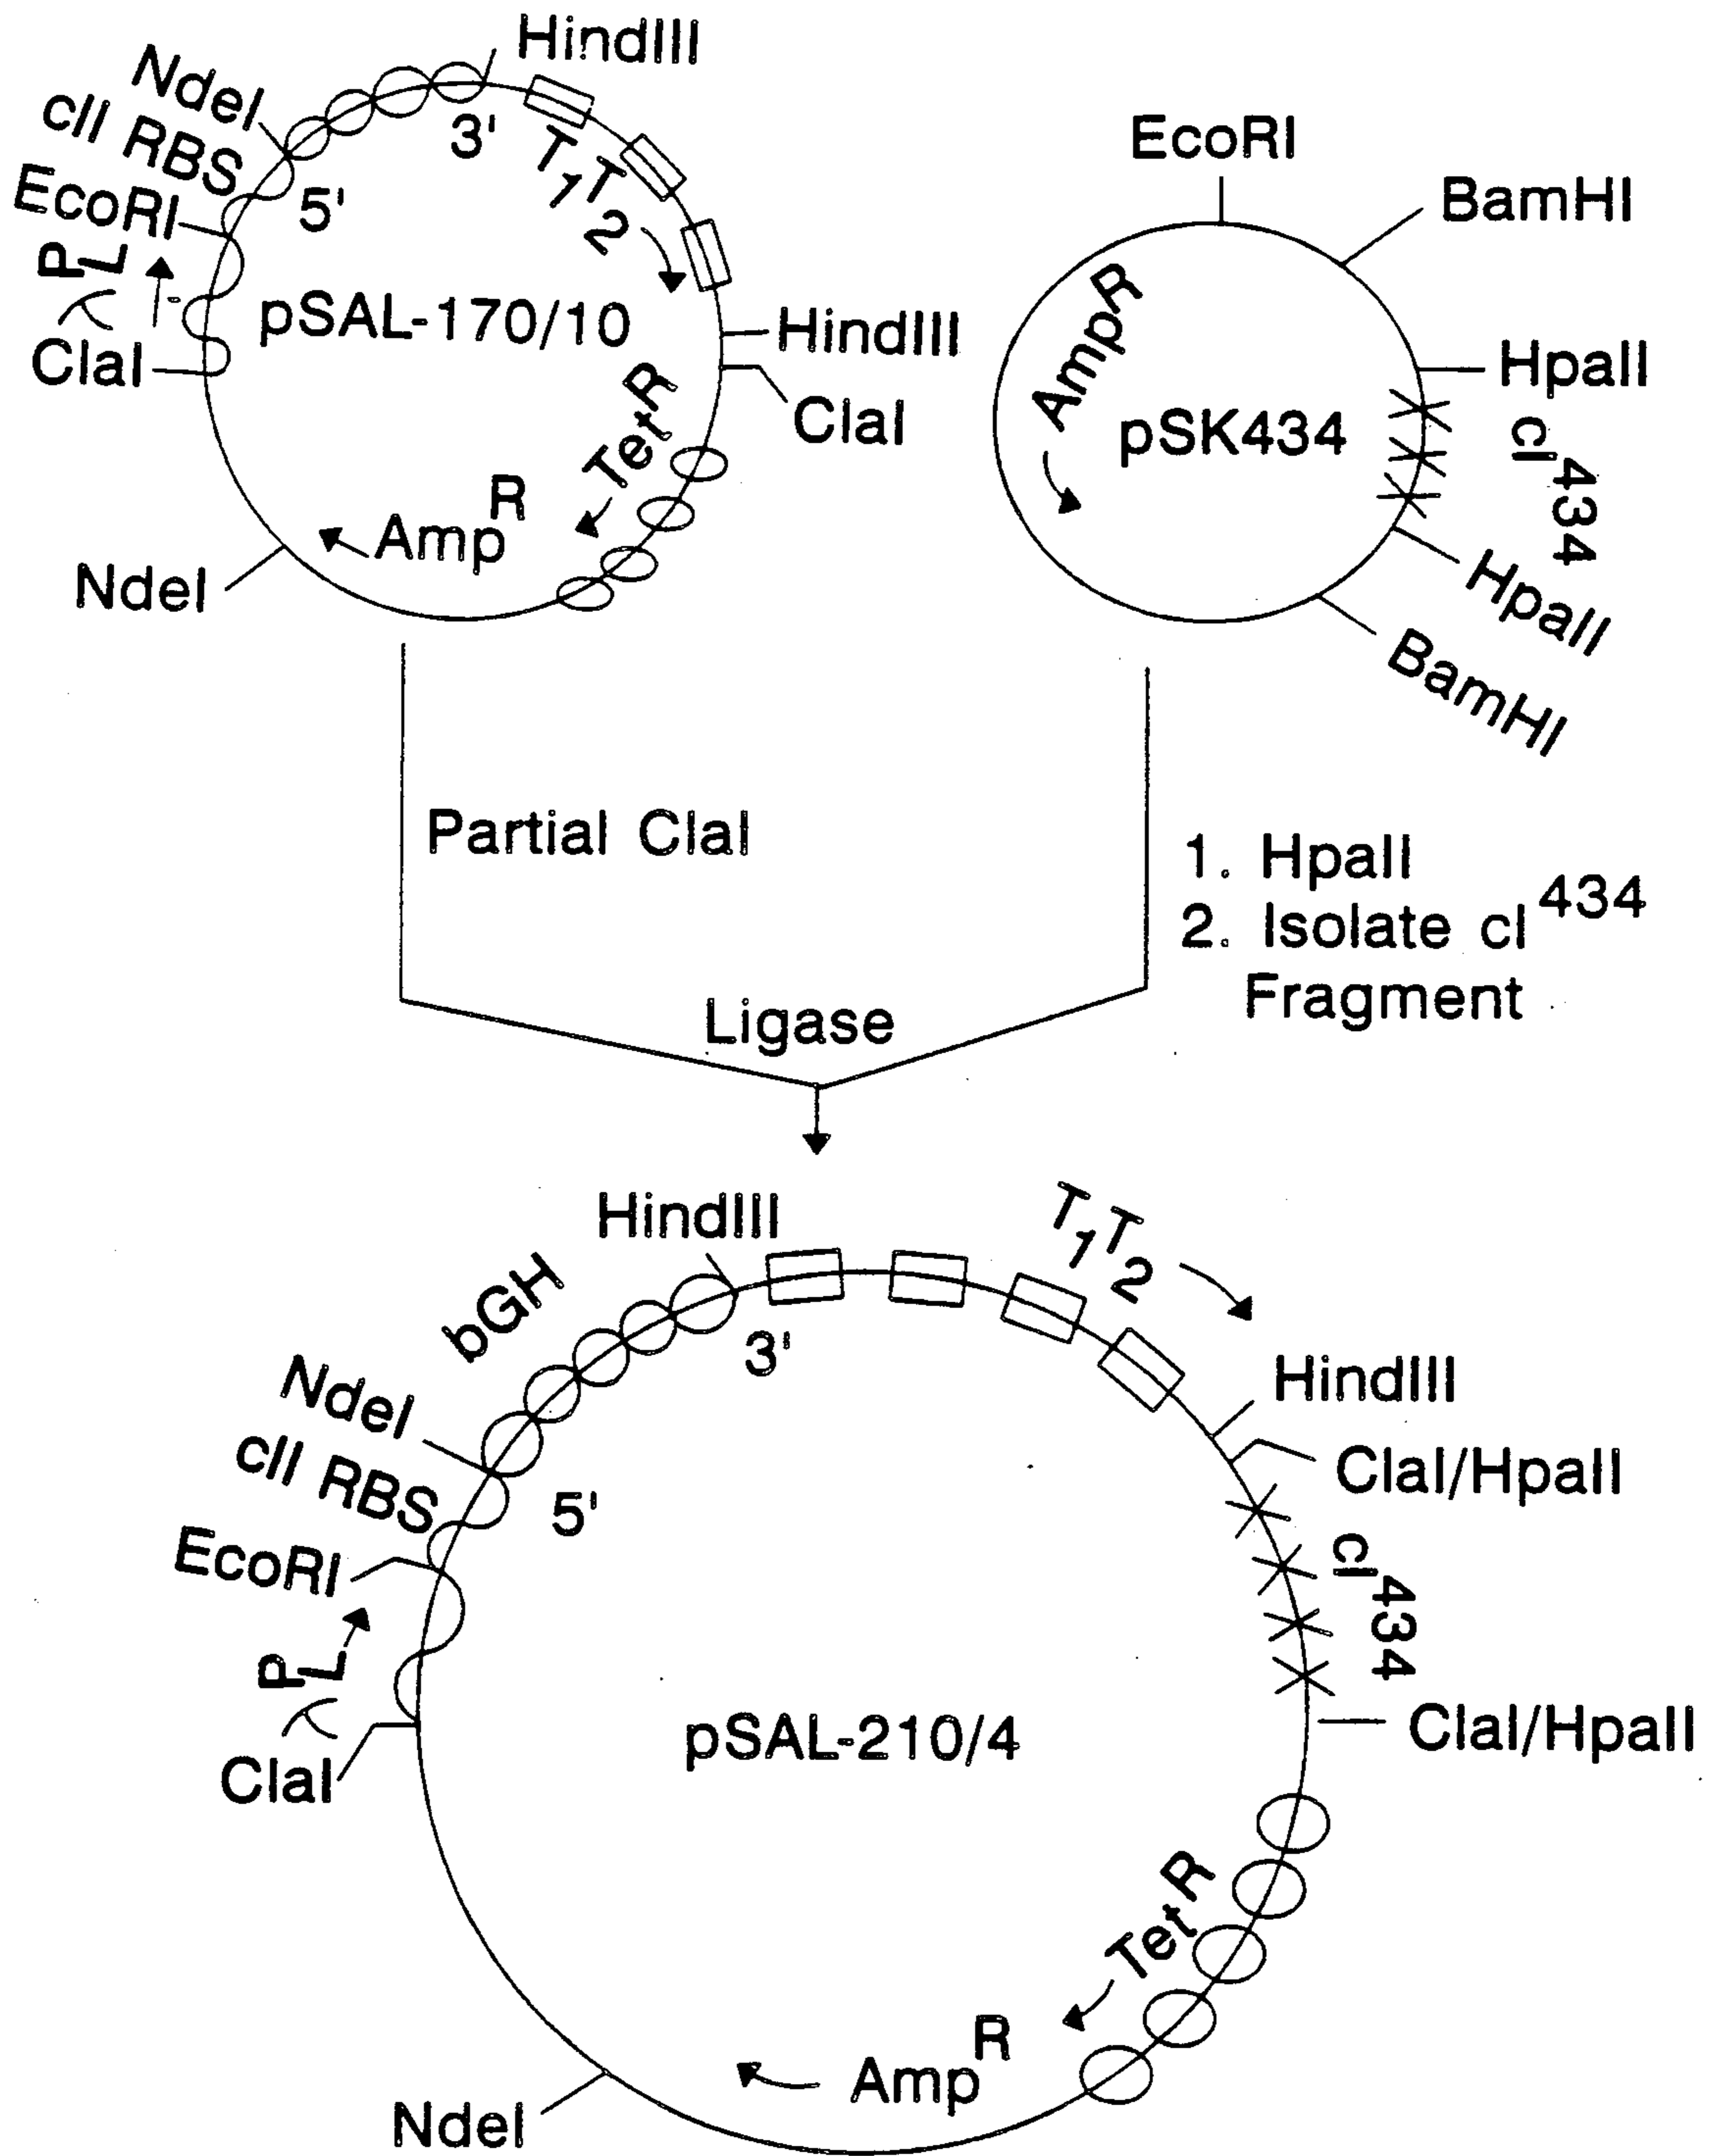 HindIII
NdeI
cII RBS
EcoRI
λ PL
ClaI
5'
3'
T1T2
pSAL-170/10
HindIII
ClaI
TetR
AmpR
NdeI
EcoRI
BamHI
HpaII
cI434
HpaII
BamHI
AmpR
pSK434
Partial ClaI
1. HpaII
2. Isolate cI434
Fragment
Ligase
HindIII
T1T2
bGH
3'
NdeI
cII RBS
5'
EcoRI
λ PL
ClaI
HindIII
ClaI/HpaII
cI434
ClaI/HpaII
pSAL-210/4
TetR
AmpR
NdeI